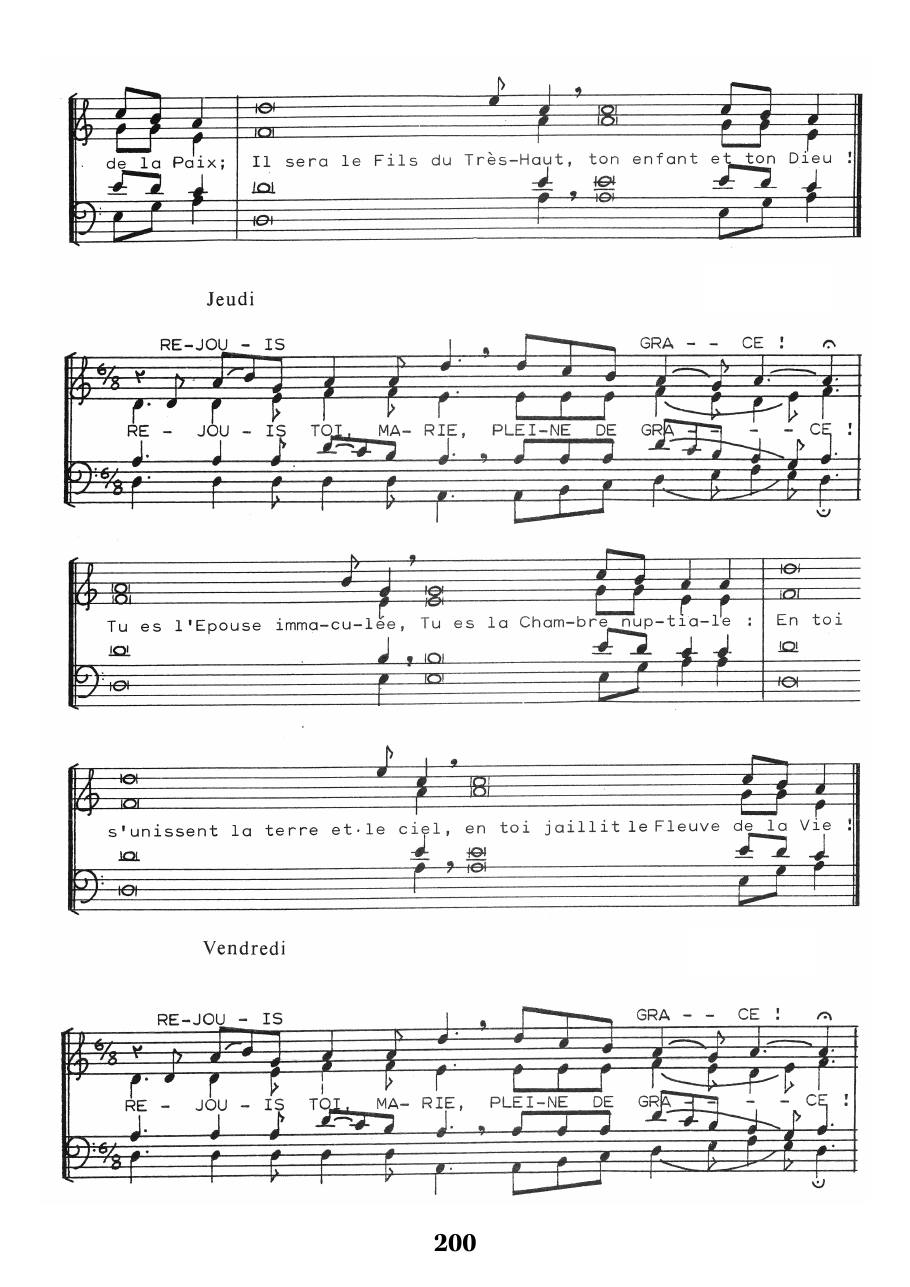 de la Paix; Il sera le Fils du Très-Haut, ton enfant et ton Dieu !
Jeudi
RE-JOU - IS GRA - - CE !
RE - JOU - IS TOI, MA- RIE, PLEI-NE DE GRA - - - - CE !
Tu es l'Epouse imma-cu-lée, Tu es la Cham-bre nup-tia-le : En toi
s'unissent la terre et le ciel, en toi jaillit le Fleuve de la Vie !
Vendredi
RE-JOU - IS GRA - - CE !
RE - JOU - IS TOI, MA- RIE, PLEI-NE DE GRA - - - - CE !
200